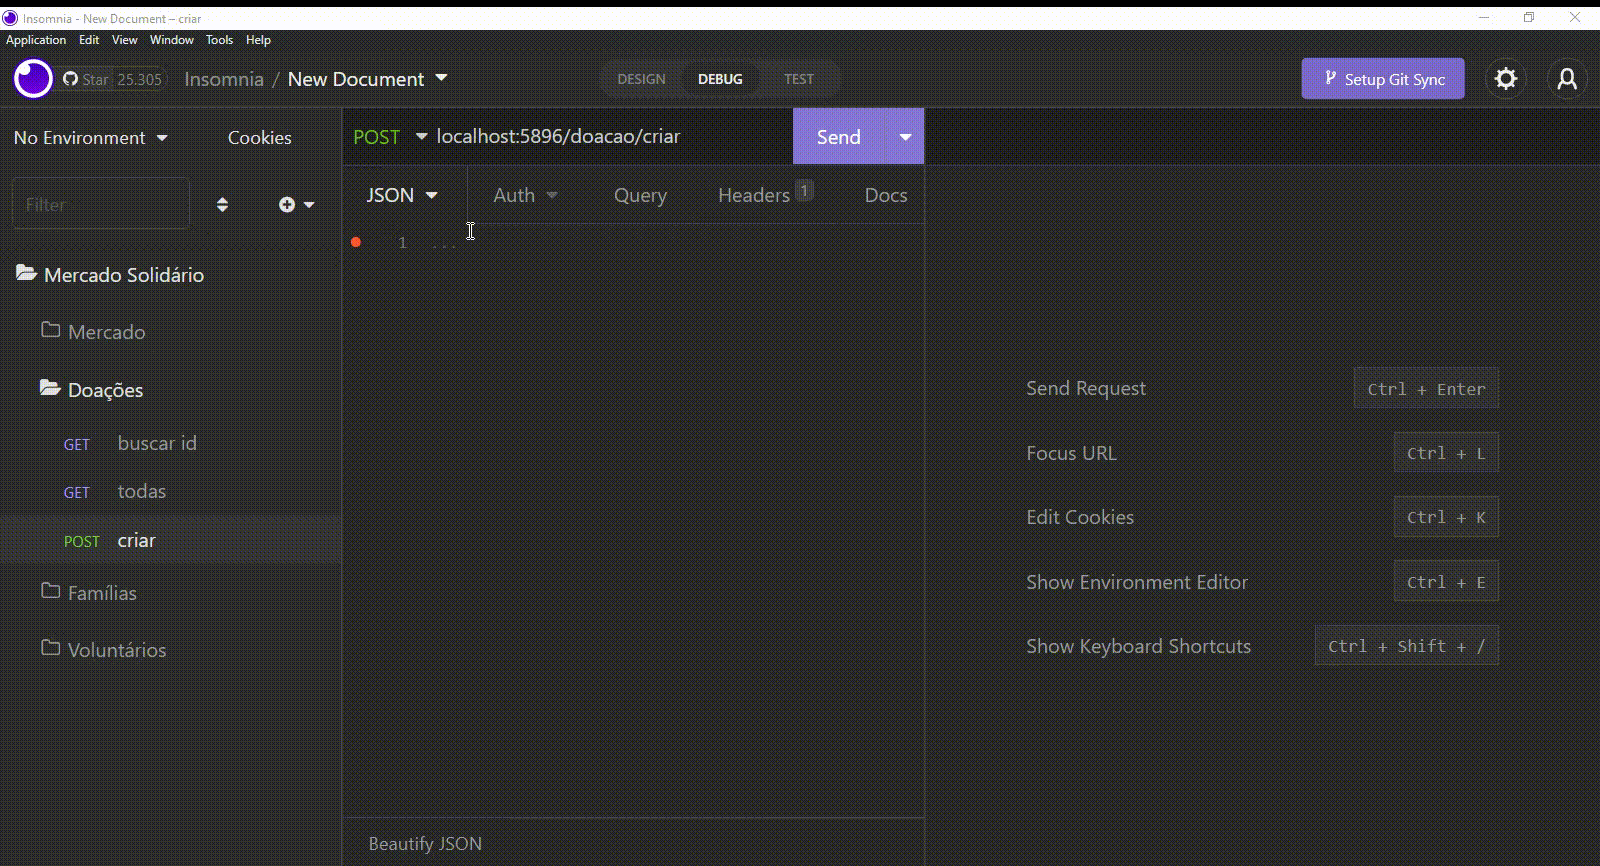 Insomnia - New Document – criar
Application Edit View Window Tools Help
Star 25.305 Insomnia / New Document DESIGN DEBUG TEST Setup Git Sync
No Environment Cookies
POST localhost:5896/doacao/criar Send
Filter
JSON Auth Query Headers 1 Docs
1 ...
Mercado Solidário
Mercado
Doações
GET buscar id
GET todas
POST criar
Famílias
Voluntários
Send Request Ctrl + Enter
Focus URL Ctrl + L
Edit Cookies Ctrl + K
Show Environment Editor Ctrl + E
Show Keyboard Shortcuts Ctrl + Shift + /
Beautify JSON